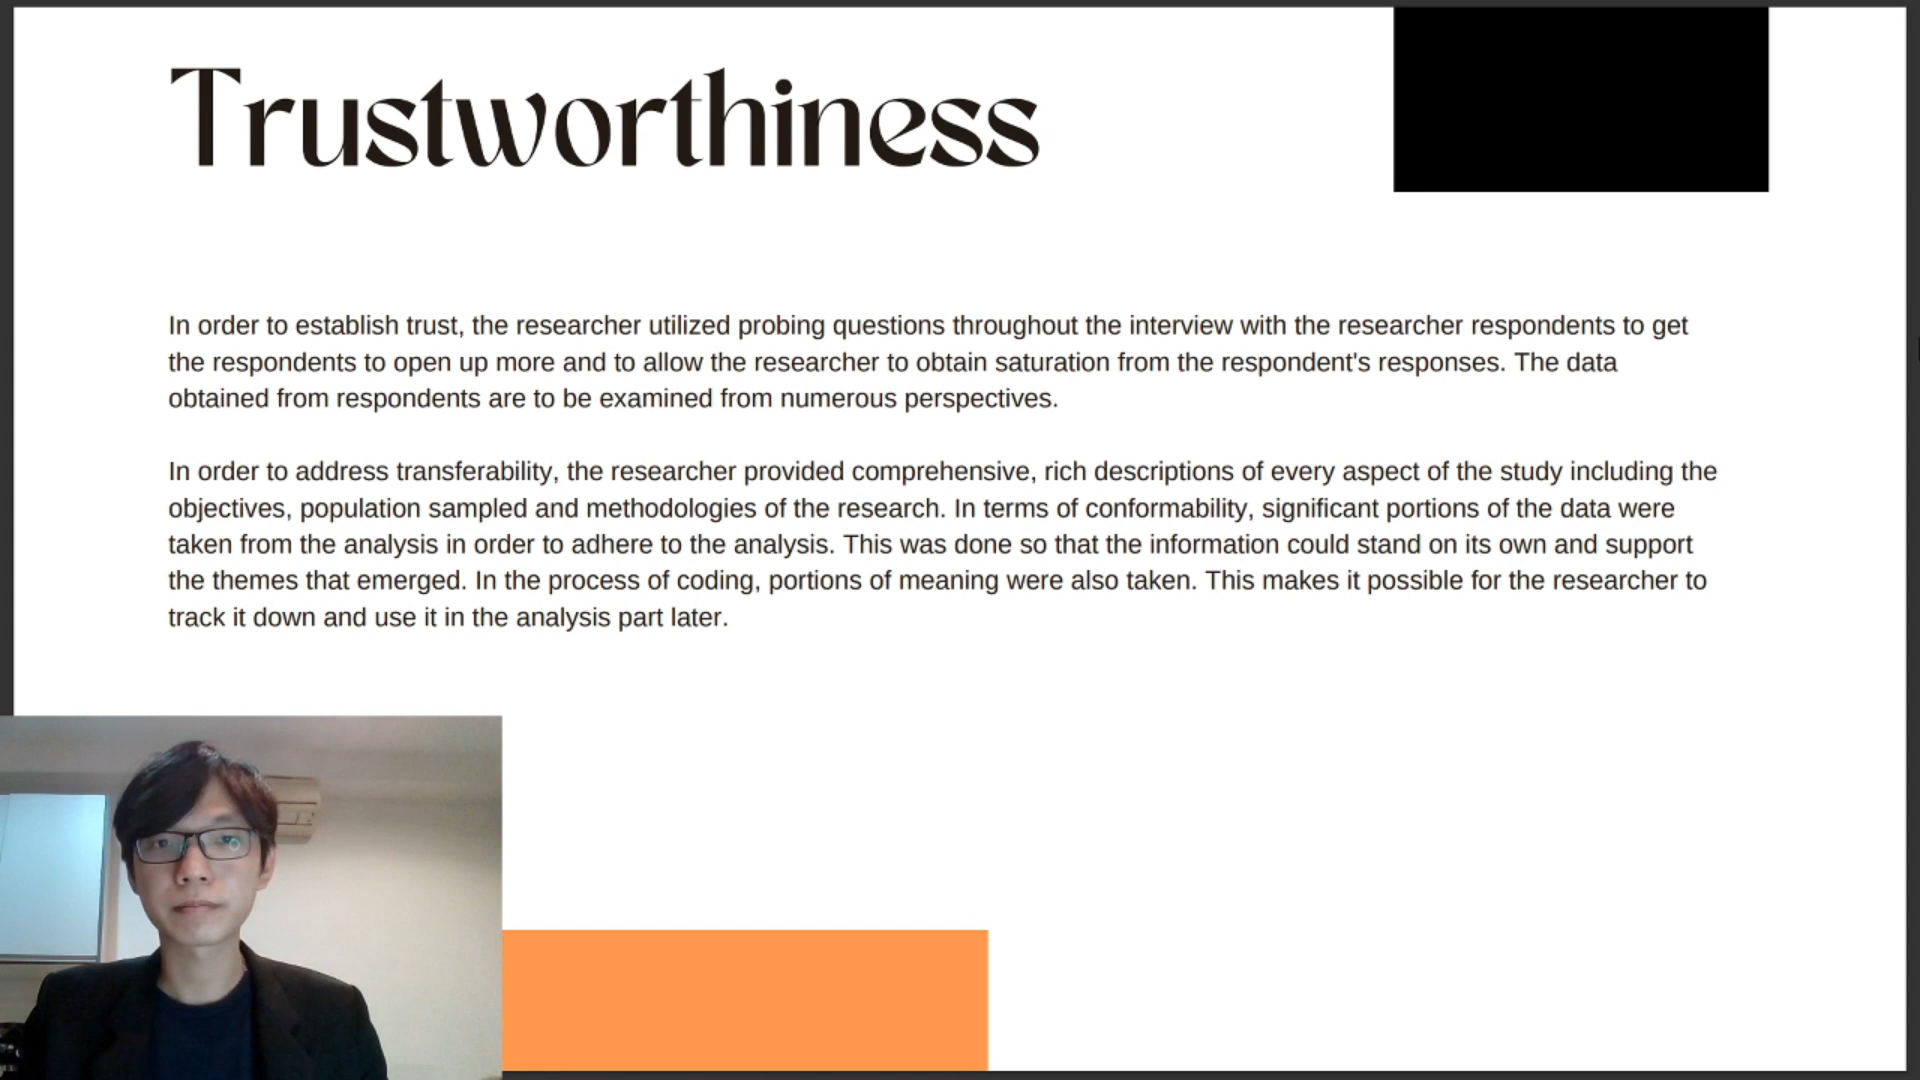 Trustworthiness
In order to establish trust, the researcher utilized probing questions throughout the interview with the researcher respondents to get
the respondents to open up more and to allow the researcher to obtain saturation from the respondent's responses. The data
obtained from respondents are to be examined from numerous perspectives.
In order to address transferability, the researcher provided comprehensive, rich descriptions of every aspect of the study including the
objectives, population sampled and methodologies of the research. In terms of conformability, significant portions of the data were
taken from the analysis in order to adhere to the analysis. This was done so that the information could stand on its own and support
the themes that emerged. In the process of coding, portions of meaning were also taken. This makes it possible for the researcher to
track it down and use it in the analysis part later.